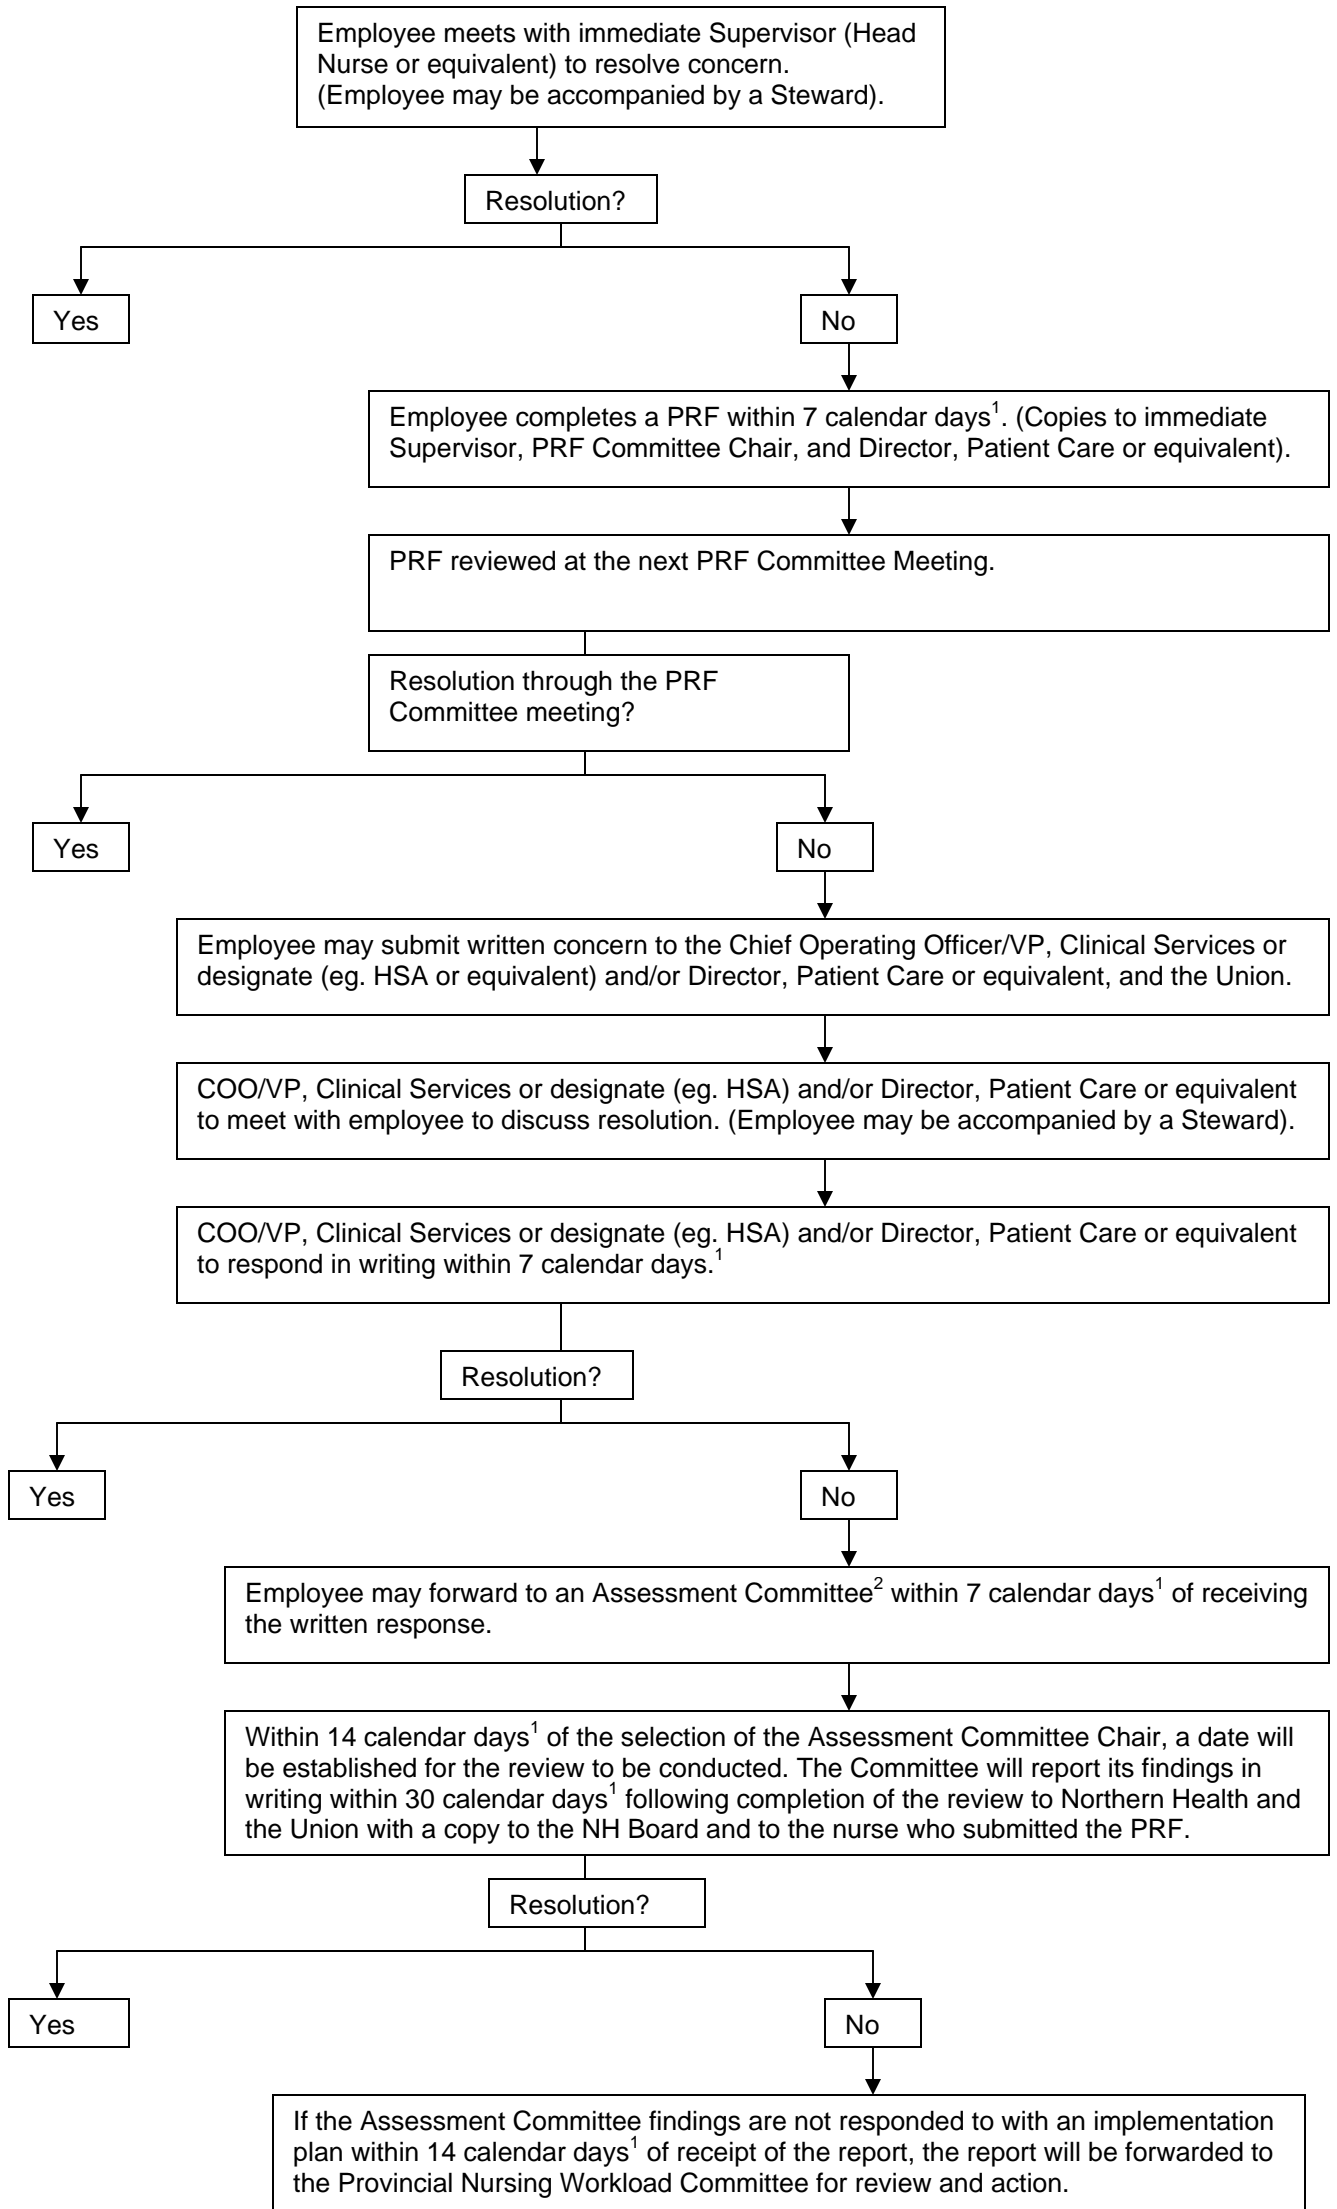 Employee meets with immediate Supervisor (Head
Nurse or equivalent) to resolve concern.
(Employee may be accompanied by a Steward).
Resolution?
Yes
No
Employee completes a PRF within 7 calendar days¹. (Copies to immediate
Supervisor, PRF Committee Chair, and Director, Patient Care or equivalent).
PRF reviewed at the next PRF Committee Meeting.
Resolution through the PRF
Committee meeting?
Yes
No
Employee may submit written concern to the Chief Operating Officer/VP, Clinical Services or
designate (eg. HSA or equivalent) and/or Director, Patient Care or equivalent, and the Union.
COO/VP, Clinical Services or designate (eg. HSA) and/or Director, Patient Care or equivalent
to meet with employee to discuss resolution. (Employee may be accompanied by a Steward).
COO/VP, Clinical Services or designate (eg. HSA) and/or Director, Patient Care or equivalent
to respond in writing within 7 calendar days.¹
Resolution?
Yes
No
Employee may forward to an Assessment Committee² within 7 calendar days¹ of receiving
the written response.
Within 14 calendar days¹ of the selection of the Assessment Committee Chair, a date will
be established for the review to be conducted. The Committee will report its findings in
writing within 30 calendar days¹ following completion of the review to Northern Health and
the Union with a copy to the NH Board and to the nurse who submitted the PRF.
Resolution?
Yes
No
If the Assessment Committee findings are not responded to with an implementation
plan within 14 calendar days¹ of receipt of the report, the report will be forwarded to
the Provincial Nursing Workload Committee for review and action.